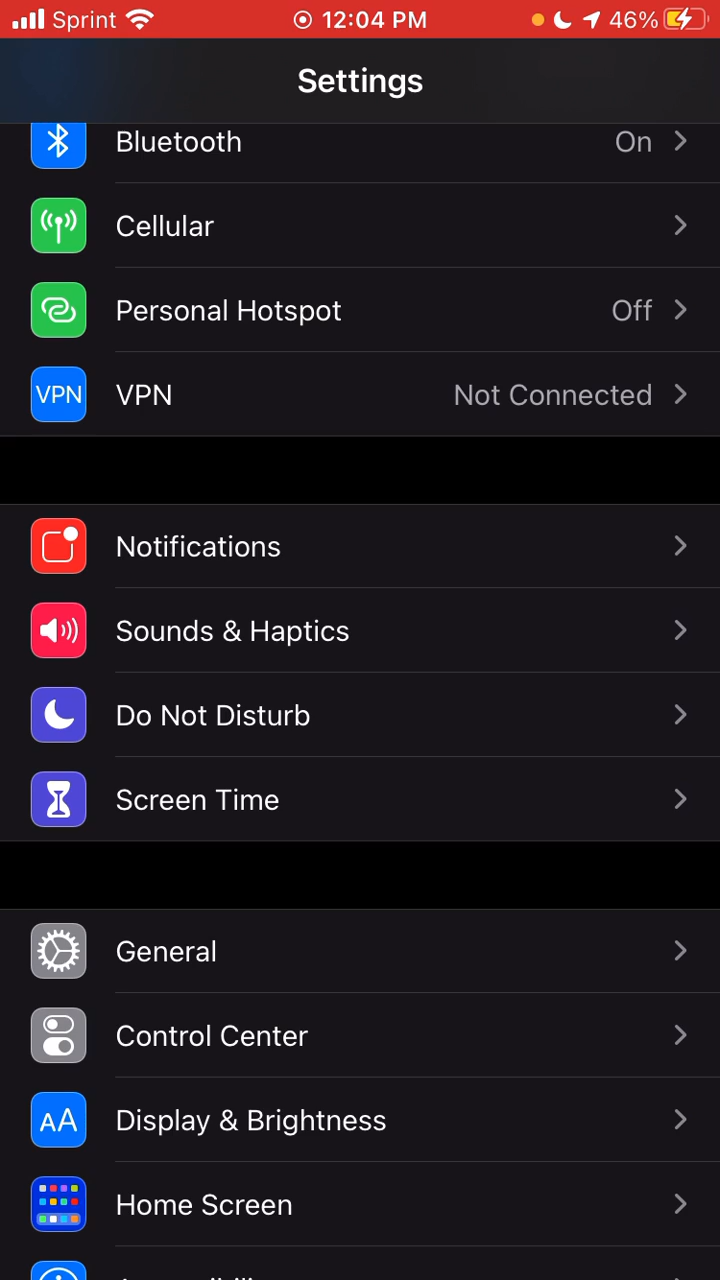 Sprint 12:04 PM 46%
Settings
Bluetooth On
Cellular
Personal Hotspot Off
VPN VPN Not Connected
Notifications
Sounds & Haptics
Do Not Disturb
Screen Time
General
Control Center
AA Display & Brightness
Home Screen